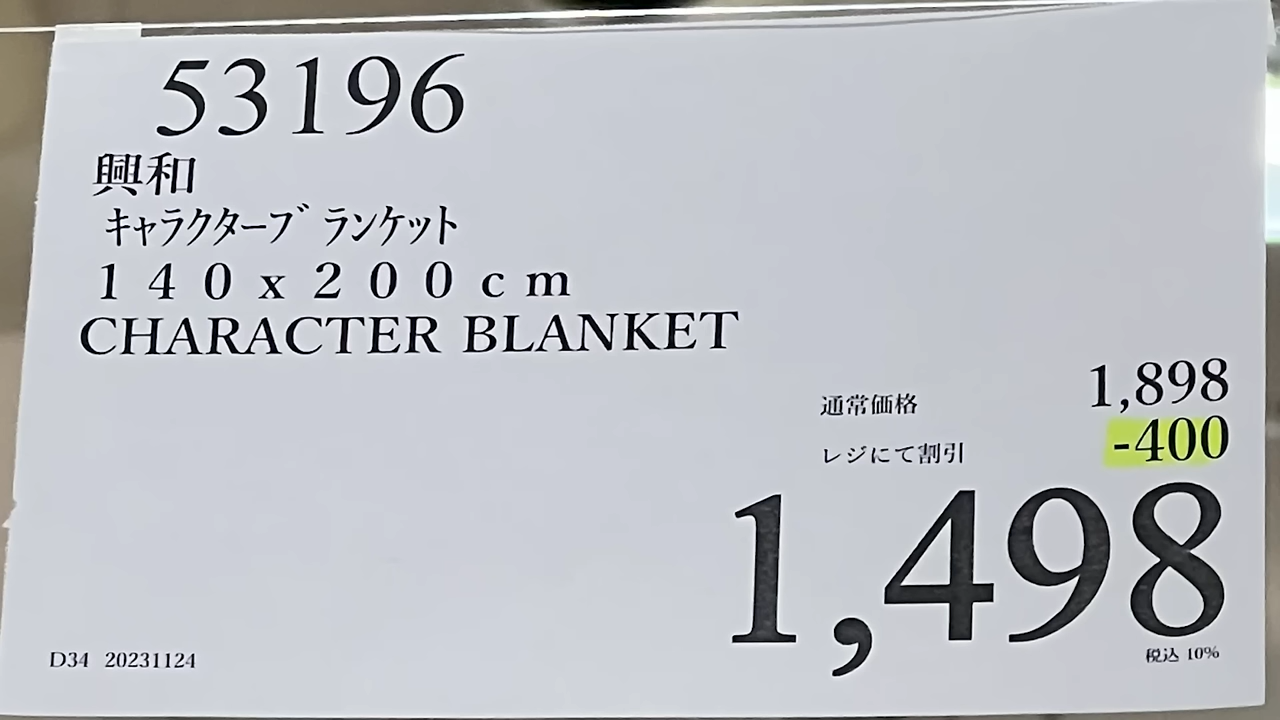 53196
興和
ｷｬﾗｸﾀｰﾌﾞﾗﾝｹｯﾄ
１４０ｘ２００ｃｍ
CHARACTER BLANKET
通常価格 1,898
レジにて割引 -400
1,498
税込 10%
D34 20231124